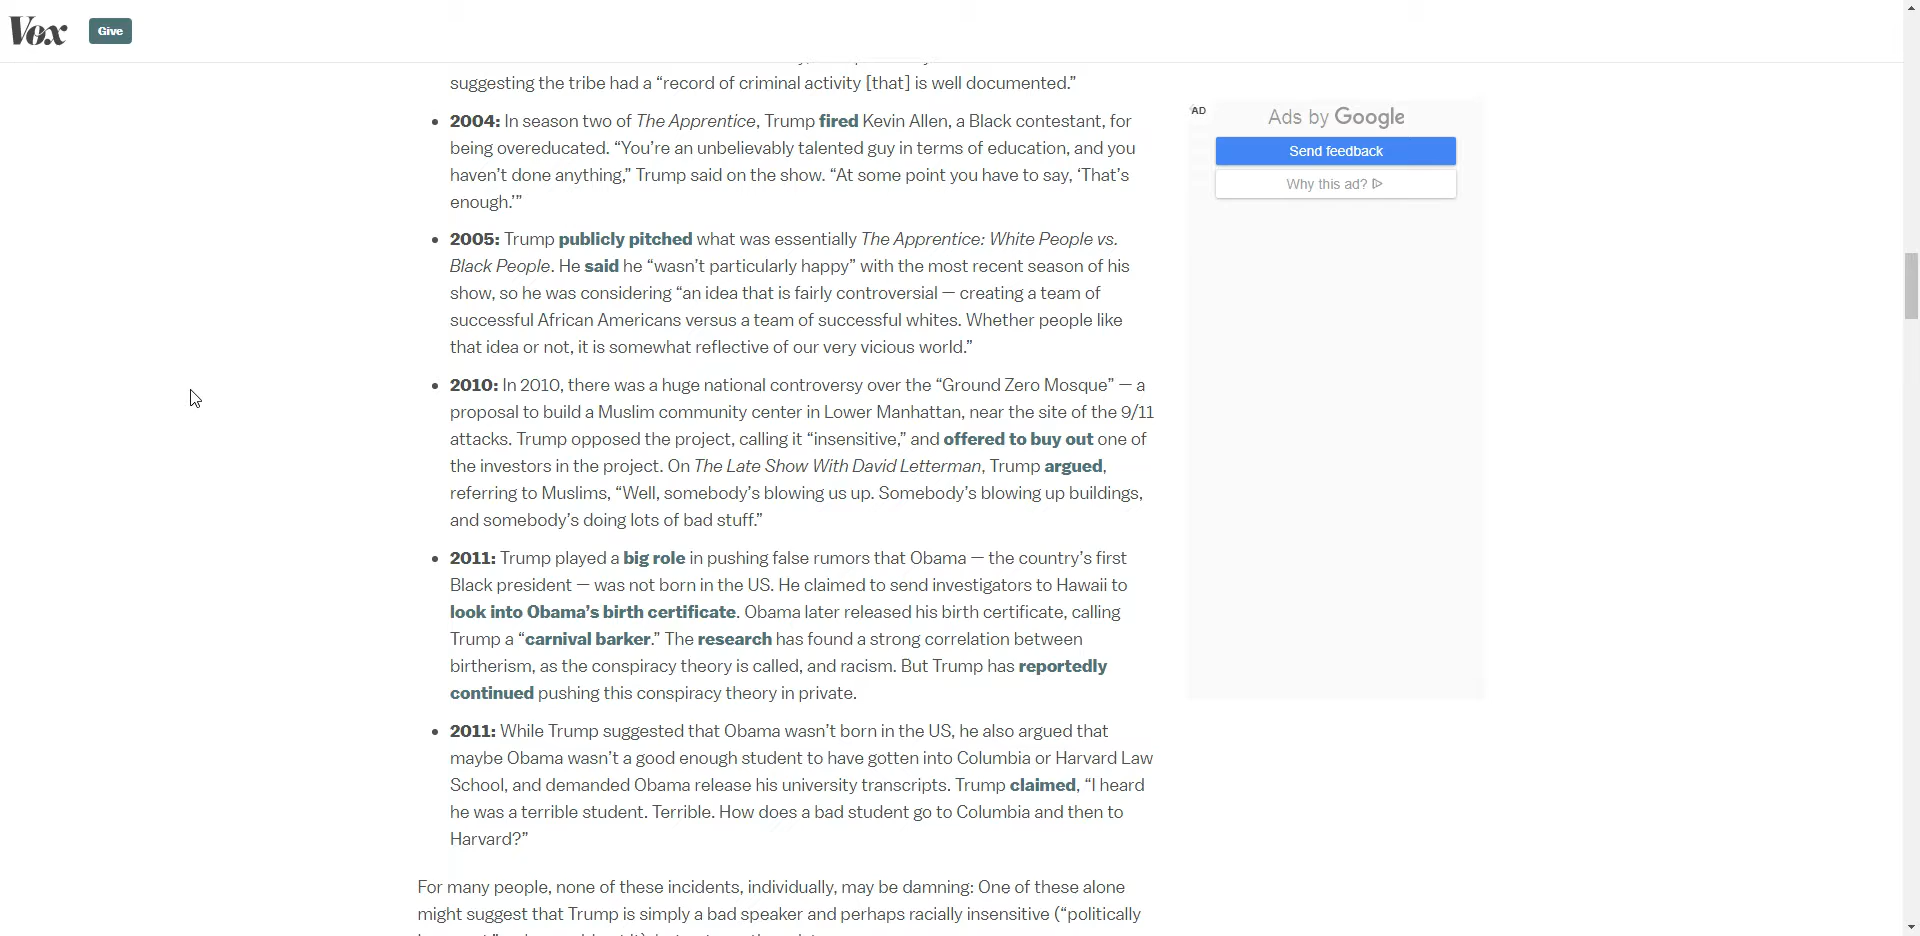 Vox
Give
suggesting the tribe had a “record of criminal activity [that] is well documented.”
2004: In season two of The Apprentice, Trump fired Kevin Allen, a Black contestant, for
being overeducated. “You’re an unbelievably talented guy in terms of education, and you
haven’t done anything,” Trump said on the show. “At some point you have to say, ‘That’s
enough.’”
2005: Trump publicly pitched what was essentially The Apprentice: White People vs.
Black People. He said he “wasn’t particularly happy” with the most recent season of his
show, so he was considering “an idea that is fairly controversial — creating a team of
successful African Americans versus a team of successful whites. Whether people like
that idea or not, it is somewhat reflective of our very vicious world.”
2010: In 2010, there was a huge national controversy over the “Ground Zero Mosque” — a
proposal to build a Muslim community center in Lower Manhattan, near the site of the 9/11
attacks. Trump opposed the project, calling it “insensitive,” and offered to buy out one of
the investors in the project. On The Late Show With David Letterman, Trump argued,
referring to Muslims, “Well, somebody’s blowing us up. Somebody’s blowing up buildings,
and somebody’s doing lots of bad stuff.”
2011: Trump played a big role in pushing false rumors that Obama — the country’s first
Black president — was not born in the US. He claimed to send investigators to Hawaii to
look into Obama’s birth certificate. Obama later released his birth certificate, calling
Trump a “carnival barker.” The research has found a strong correlation between
birtherism, as the conspiracy theory is called, and racism. But Trump has reportedly
continued pushing this conspiracy theory in private.
2011: While Trump suggested that Obama wasn’t born in the US, he also argued that
maybe Obama wasn’t a good enough student to have gotten into Columbia or Harvard Law
School, and demanded Obama release his university transcripts. Trump claimed, “I heard
he was a terrible student. Terrible. How does a bad student go to Columbia and then to
Harvard?”
For many people, none of these incidents, individually, may be damning: One of these alone
might suggest that Trump is simply a bad speaker and perhaps racially insensitive (“politically
AD
Ads by Google
Send feedback
Why this ad?